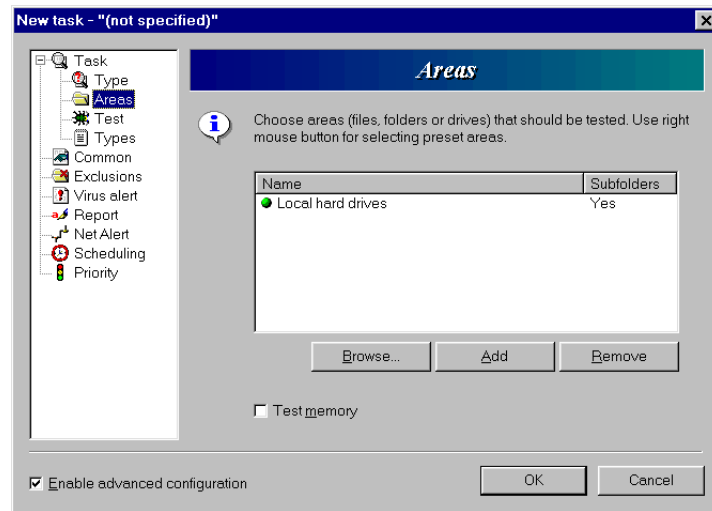 New task - "(not specified)"
Task
Type
Areas
Test
Types
Common
Exclusions
Virus alert
Report
Net Alert
Scheduling
Priority
Areas
Choose areas (files, folders or drives) that should be tested. Use right
mouse button for selecting preset areas.
Name Subfolders
Local hard drives Yes
Browse... Add Remove
Test memory
Enable advanced configuration
OK Cancel